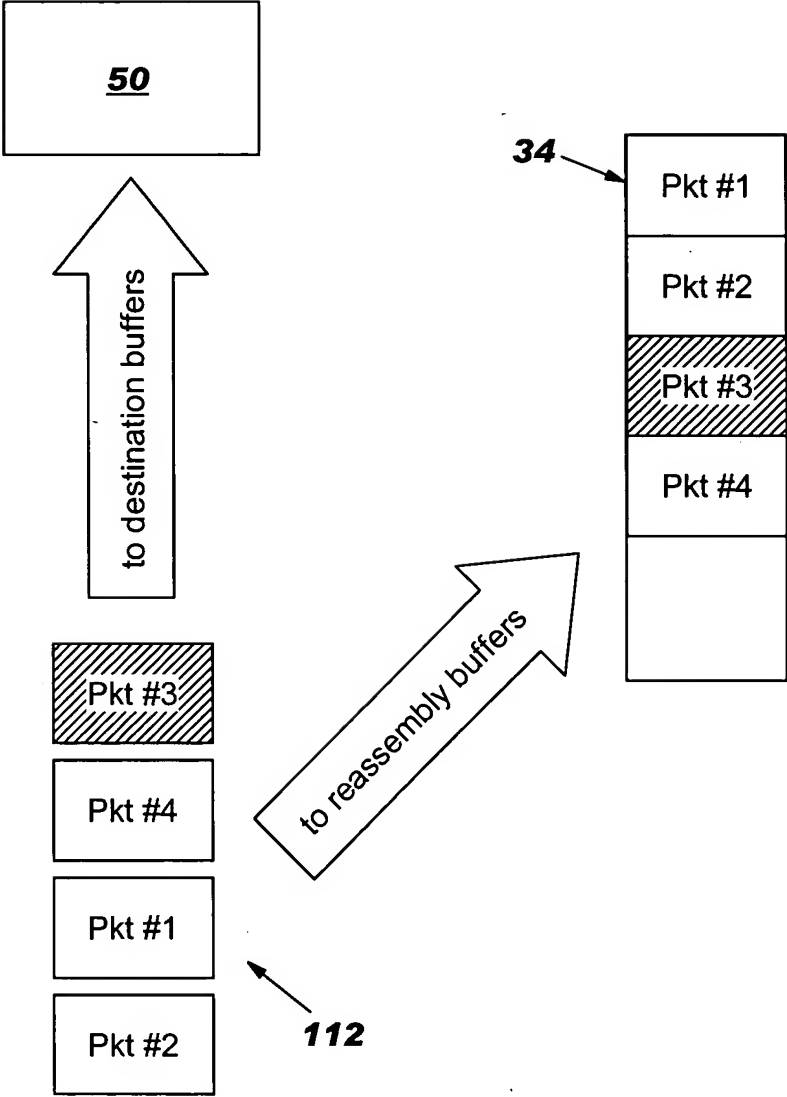 50
34
Pkt #1
Pkt #2
Pkt #3
Pkt #4
to destination buffers
to reassembly buffers
Pkt #3
Pkt #4
Pkt #1
Pkt #2
112